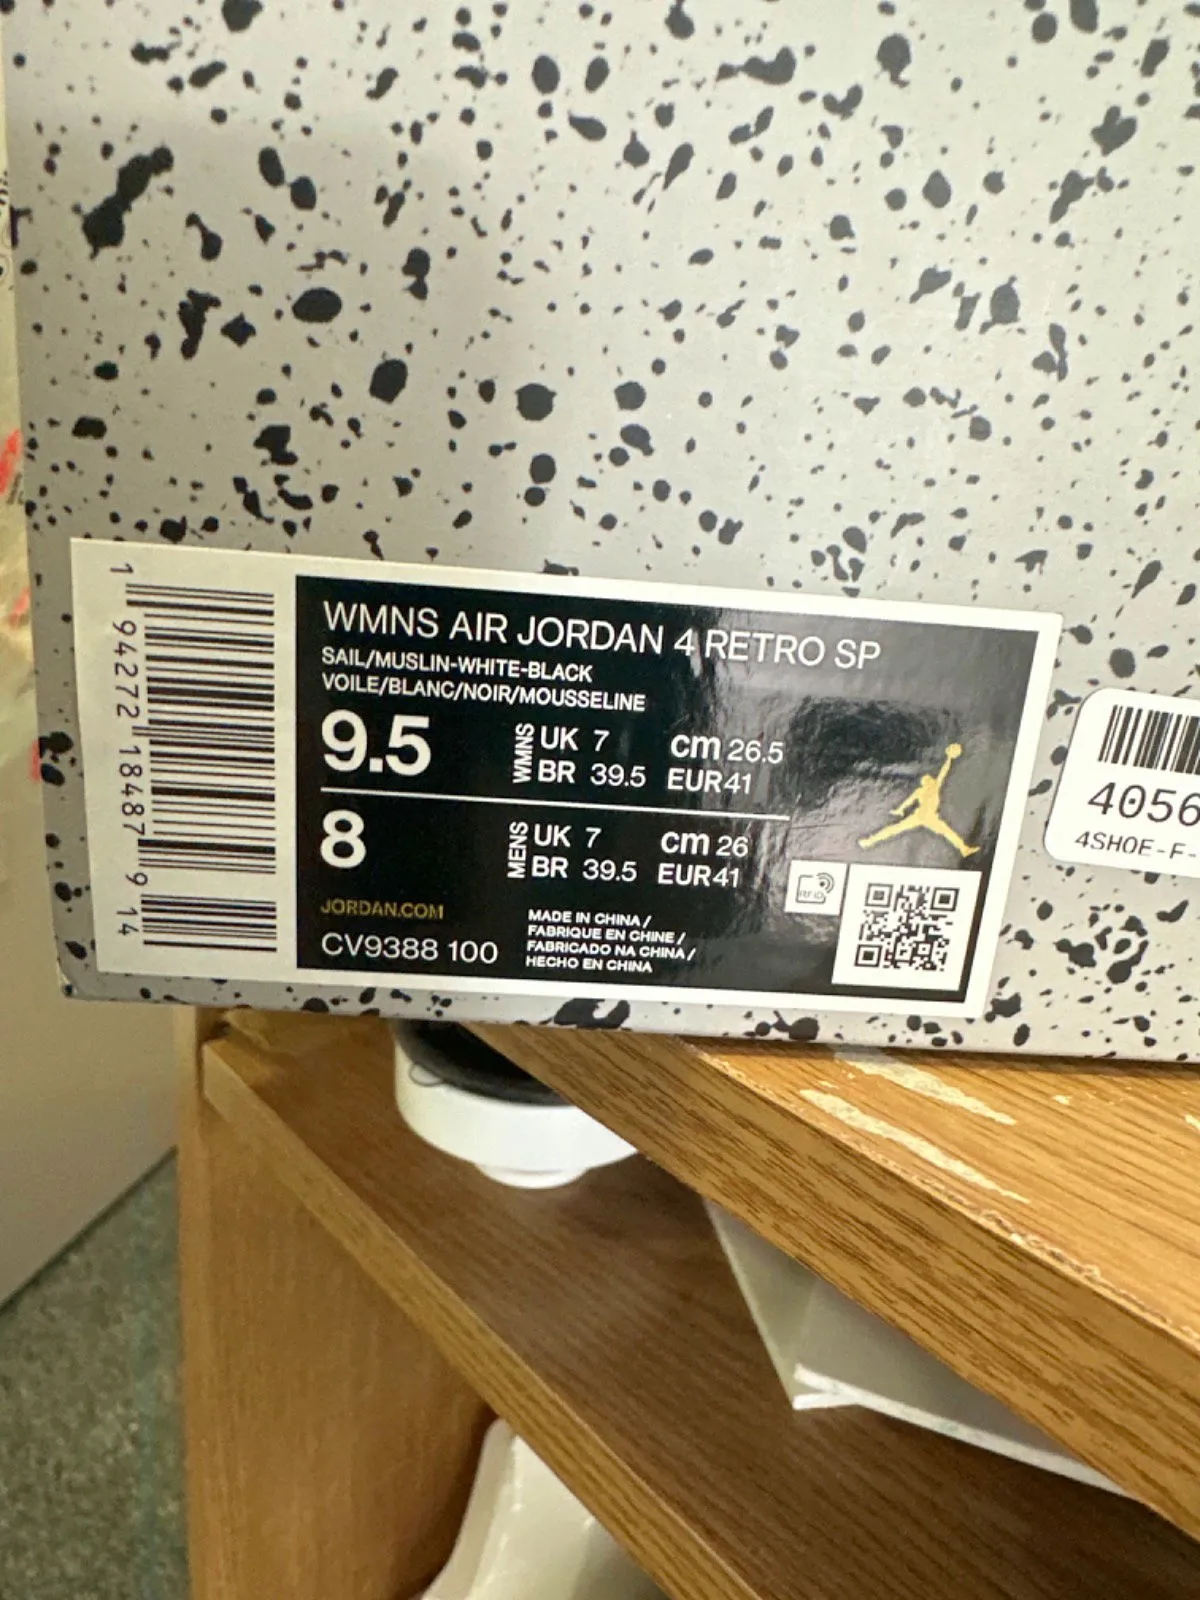 WMNS AIR JORDAN 4 RETRO SP
SAIL/MUSLIN-WHITE-BLACK
VOILE/BLANC/NOIR/MOUSSELINE
9.5 WMNS UK 7 cm 26.5
BR 39.5 EUR 41
8 MENS UK 7 cm 26
BR 39.5 EUR 41
JORDAN.COM
CV9388 100
MADE IN CHINA /
FABRIQUE EN CHINE /
FABRICADO NA CHINA /
HECHO EN CHINA
RFID
1 94272 18487 9 14
4056
4SHOE-F-